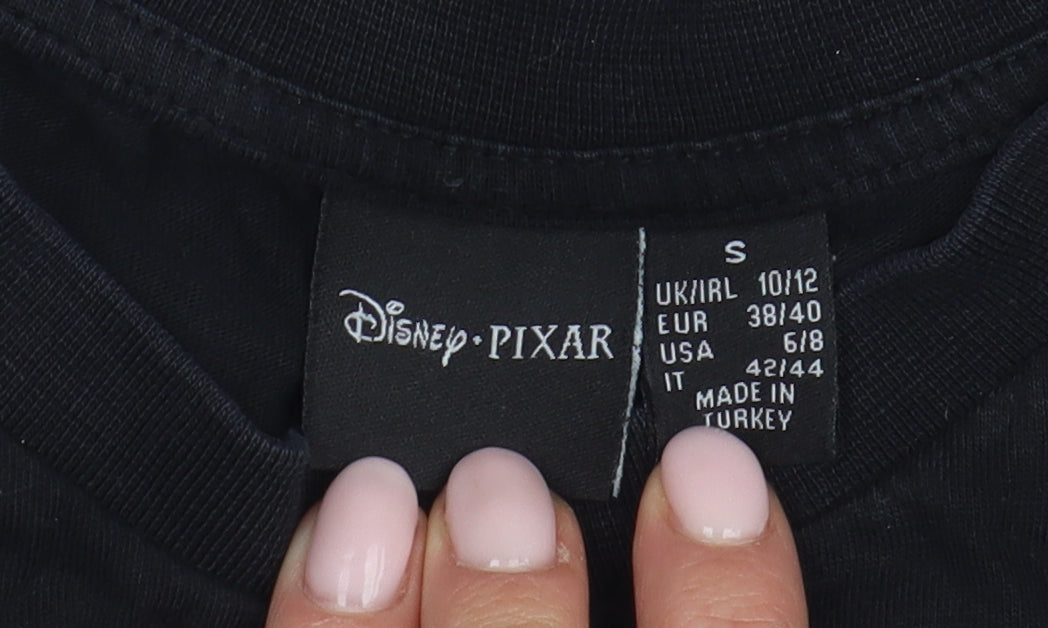 Disney·PIXAR
S
UK/IRL 10/12
EUR 38/40
USA 6/8
IT 42/44
MADE IN
TURKEY